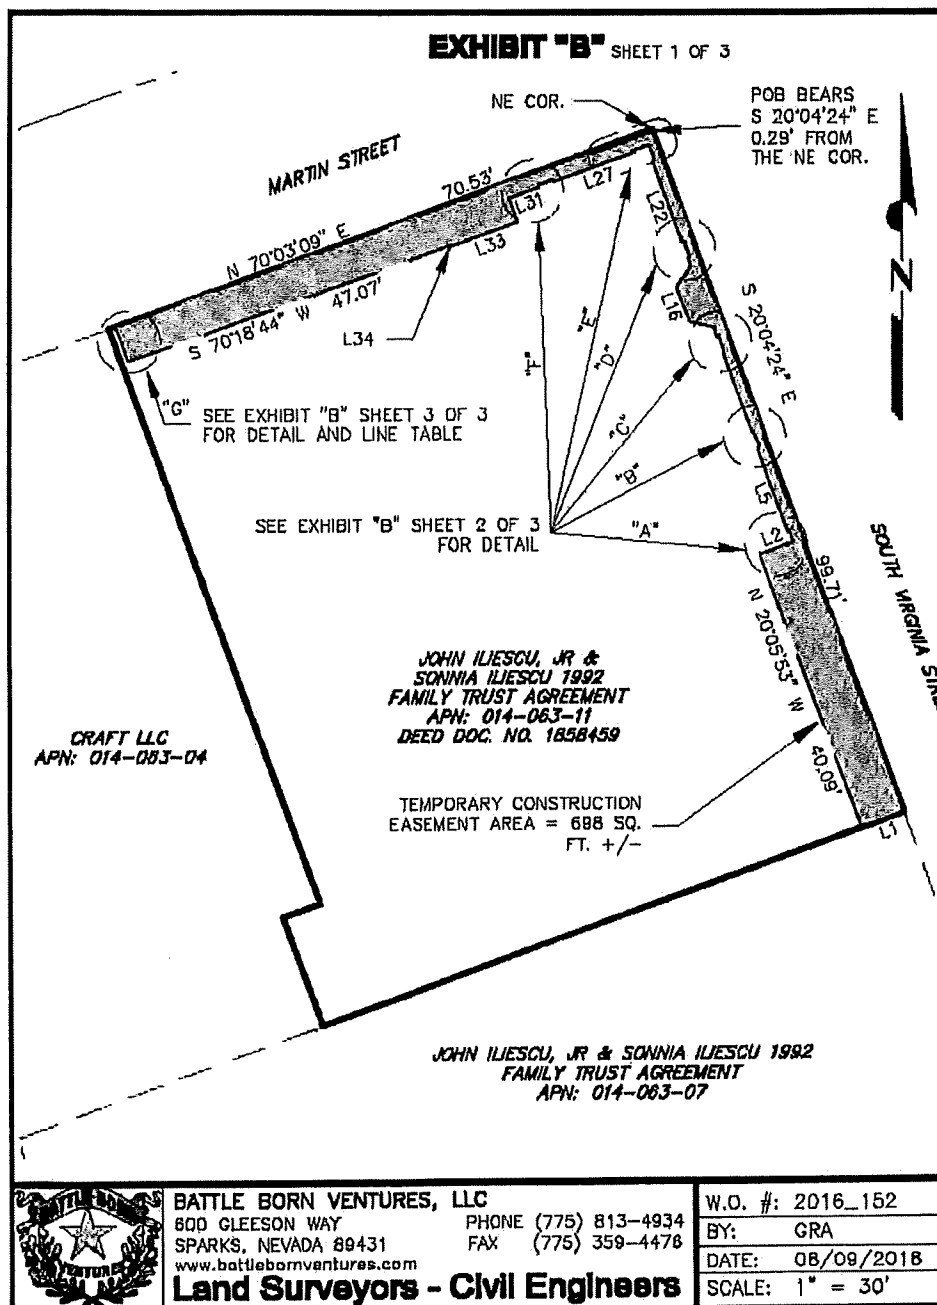 EXHIBIT "B" SHEET 1 OF 3
NE COR.
POB BEARS
S 20°04'24" E
0.29' FROM
THE NE COR.
MARTIN STREET
70.53'
L27
L31
L22
N 70°03'09" E
L33
S 70°18'44" W 47.07'
L34
L16
S 20°04'24" E
N
"G"
SEE EXHIBIT "B" SHEET 3 OF 3
FOR DETAIL AND LINE TABLE
"F"
"E"
"D"
"C"
"B"
"A"
SEE EXHIBIT "B" SHEET 2 OF 3
FOR DETAIL
L5
L2
99.71'
SOUTH VIRGINIA
N 20°05'53" W
40.09'
JOHN ILIESCU, JR &
SONNIA ILIESCU 1992
FAMILY TRUST AGREEMENT
APN: 014-063-11
DEED DOC. NO. 1858459
CRAFT LLC
APN: 014-063-04
TEMPORARY CONSTRUCTION
EASEMENT AREA = 698 SQ.
FT. +/-
L1
JOHN ILIESCU, JR & SONNIA ILIESCU 1992
FAMILY TRUST AGREEMENT
APN: 014-063-07
BATTLE BORN
VENTURES
BATTLE BORN VENTURES, LLC
600 GLEESON WAY
SPARKS, NEVADA 89431
www.battlebornventures.com
PHONE (775) 813-4934
FAX (775) 359-4476
Land Surveyors - Civil Engineers
W.O. #: 2016_152
BY: GRA
DATE: 08/09/2018
SCALE: 1" = 30'